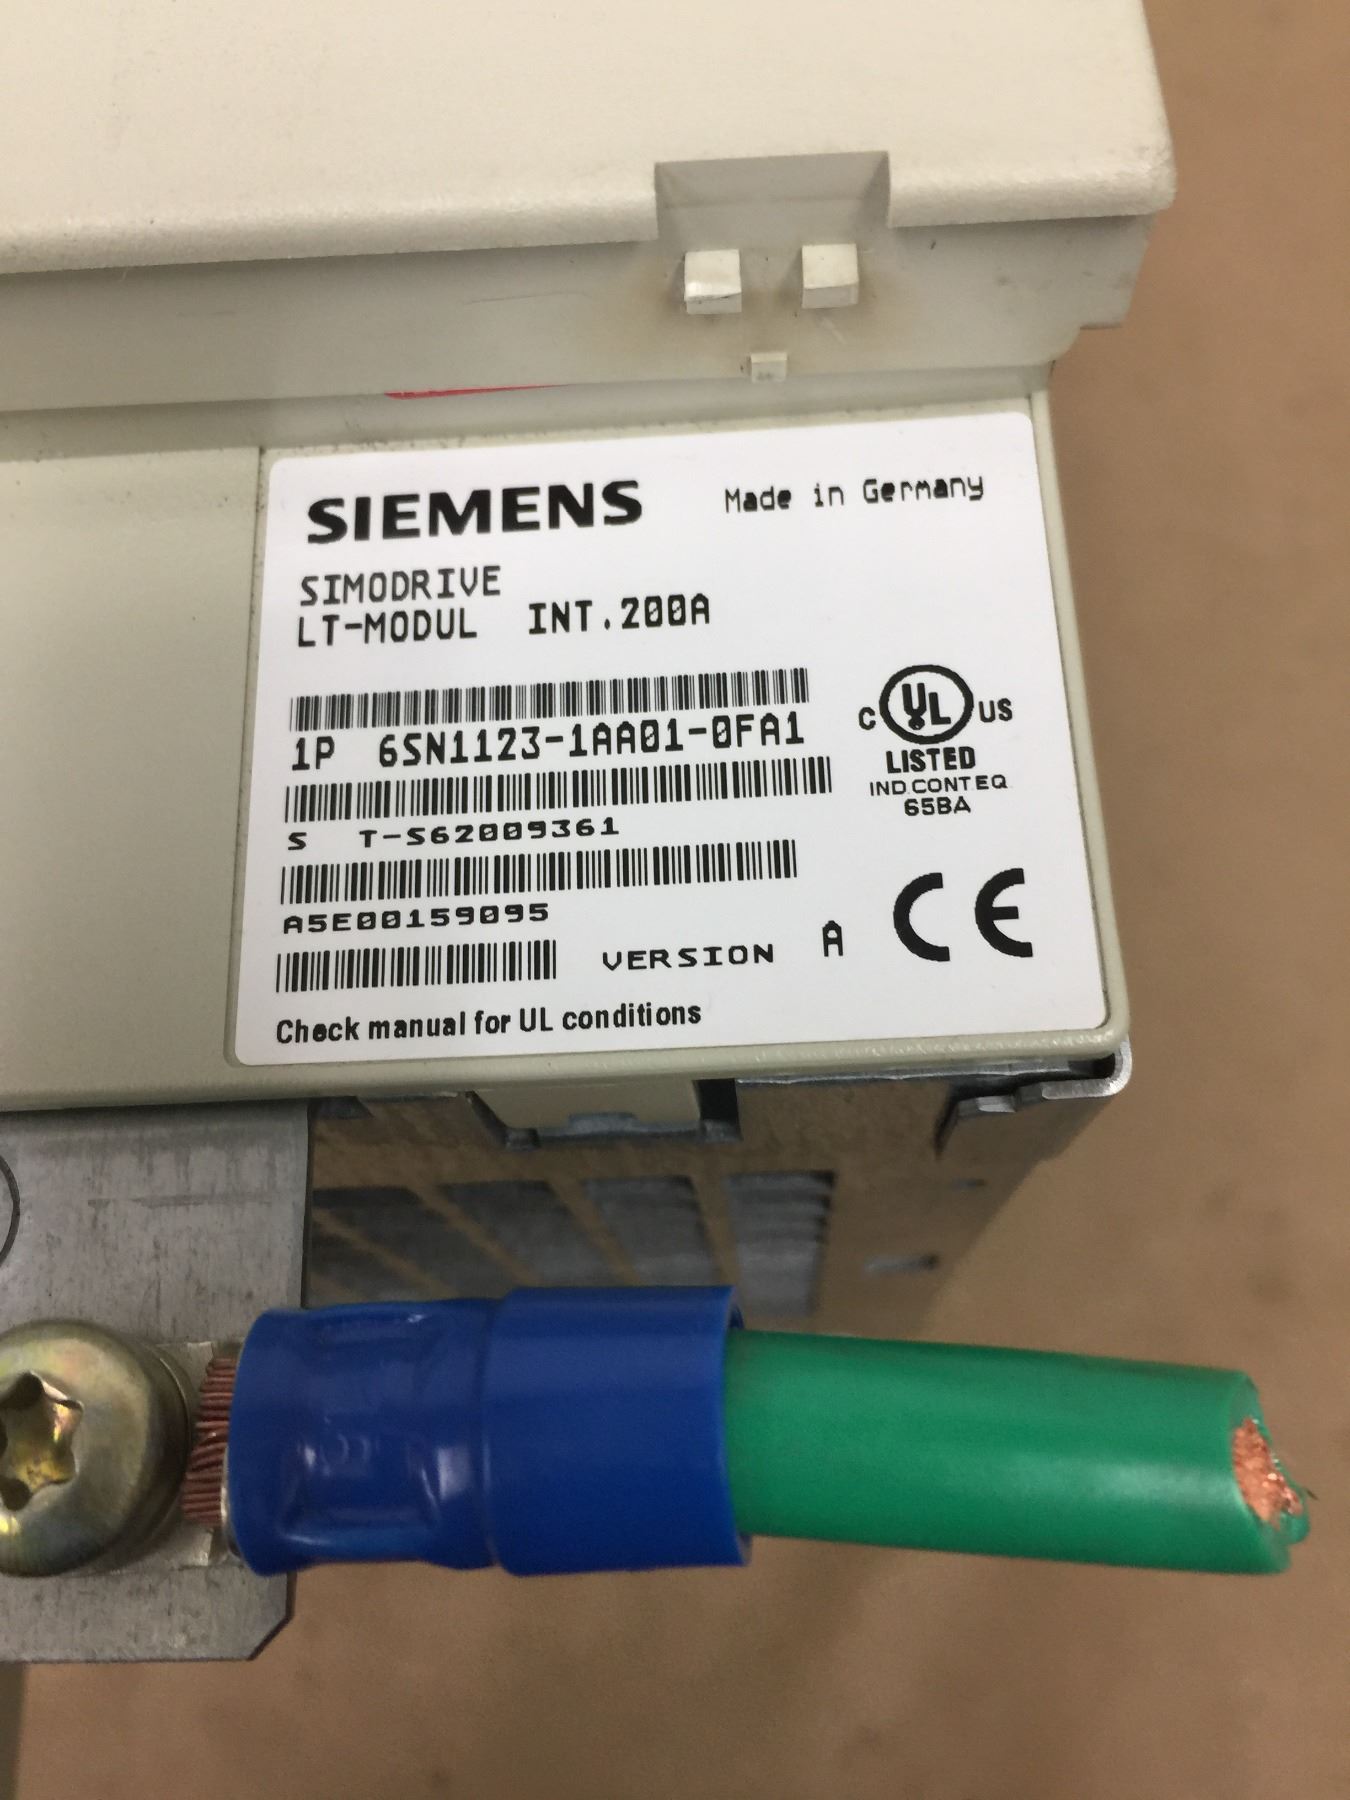 SIEMENS Made in Germany
SIMODRIVE
LT-MODUL INT.200A
1P 6SN1123-1AA01-0FA1
S T-S62009361
A5E00159095
VERSION A
Check manual for UL conditions
C UL US
LISTED
IND.CONT.EQ
65BA
CE